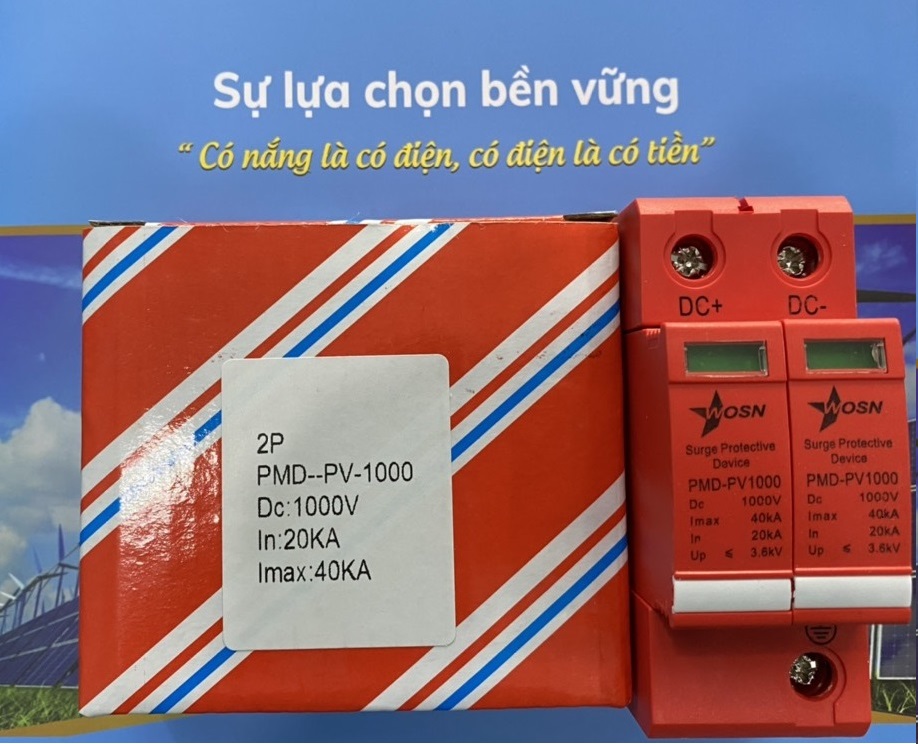 Sự lựa chọn bền vững
“ Có nắng là có điện, có điện là có tiền”
2P
PMD--PV-1000
Dc:1000V
In:20KA
Imax:40KA
DC+ DC-
WOSN
Surge Protective
Device
PMD-PV1000
Dc 1000V
Imax 40kA
In 20kA
Up ≤ 3.6kV
WOSN
Surge Protective
Device
PMD-PV1000
Dc 1000V
Imax 40kA
In 20kA
Up ≤ 3.6kV